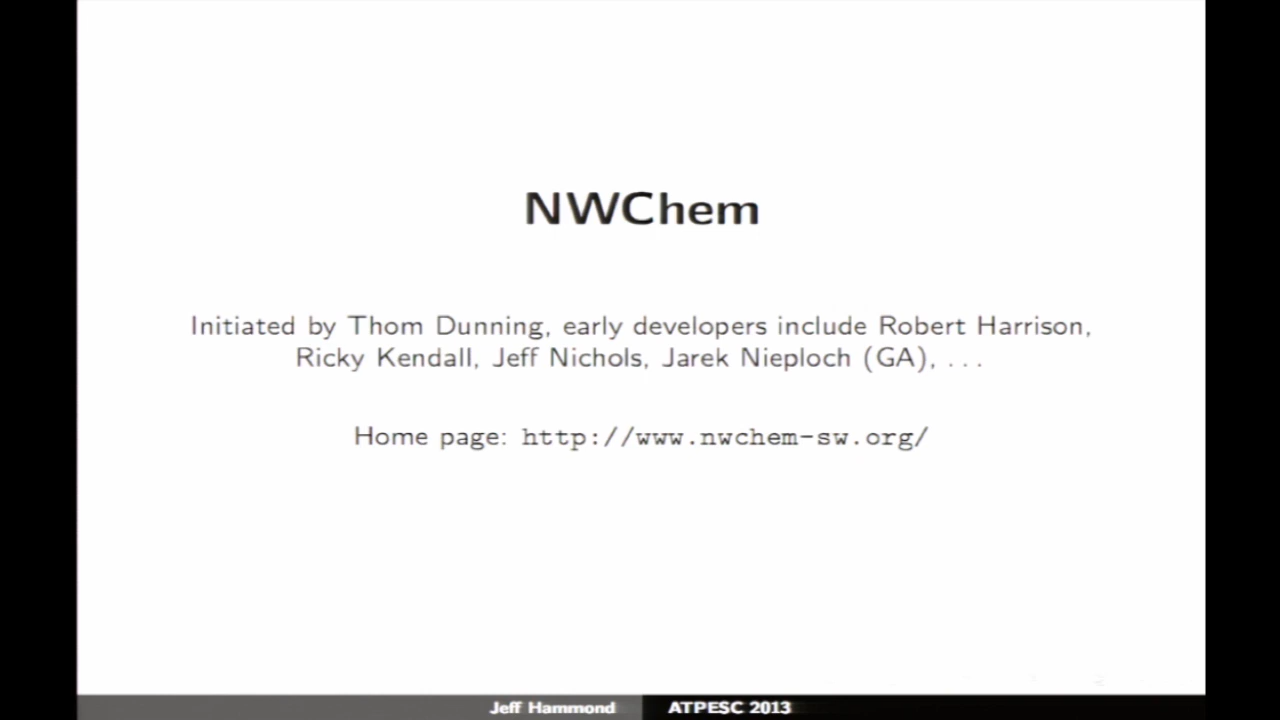 NWChem
Initiated by Thom Dunning, early developers include Robert Harrison,
Ricky Kendall, Jeff Nichols, Jarek Nieploch (GA), ...
Home page: http://www.nwchem-sw.org/
Jeff Hammond ATPESC 2013